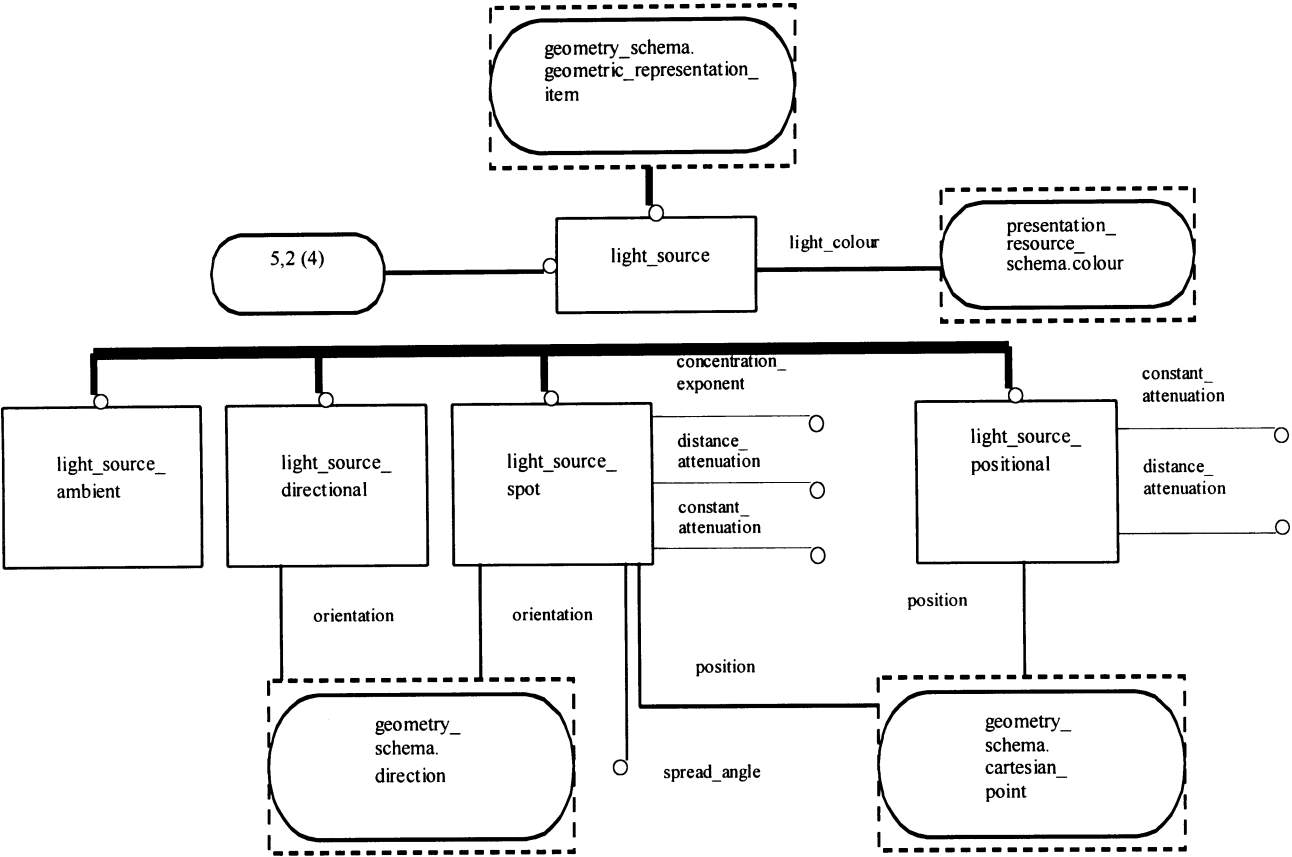 geometry_schema.
geometric_representation_
item
5,2 (4)
light_source
light_colour
presentation_
resource_
schema.colour
concentration_
exponent
distance_
attenuation
constant_
attenuation
constant_
attenuation
distance_
attenuation
light_source_
ambient
light_source_
directional
light_source_
spot
light_source_
positional
orientation
orientation
position
position
geometry_
schema.
direction
spread_angle
geometry_
schema.
cartesian_
point